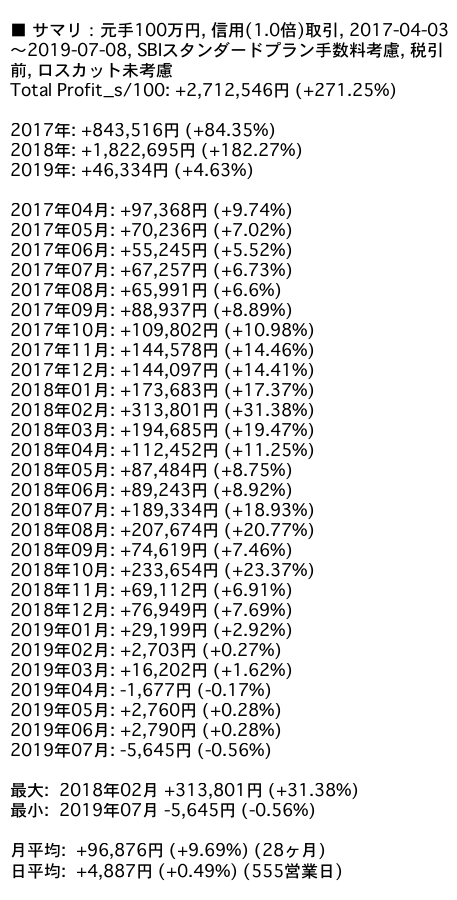 ■ サマリ：元手100万円, 信用(1.0倍)取引, 2017-04-03
〜2019-07-08, SBIスタンダードプラン手数料考慮, 税引
前, ロスカット未考慮
Total Profit_s/100: +2,712,546円 (+271.25%)
2017年: +843,516円 (+84.35%)
2018年: +1,822,695円 (+182.27%)
2019年: +46,334円 (+4.63%)
2017年04月: +97,368円 (+9.74%)
2017年05月: +70,236円 (+7.02%)
2017年06月: +55,245円 (+5.52%)
2017年07月: +67,257円 (+6.73%)
2017年08月: +65,991円 (+6.6%)
2017年09月: +88,937円 (+8.89%)
2017年10月: +109,802円 (+10.98%)
2017年11月: +144,578円 (+14.46%)
2017年12月: +144,097円 (+14.41%)
2018年01月: +173,683円 (+17.37%)
2018年02月: +313,801円 (+31.38%)
2018年03月: +194,685円 (+19.47%)
2018年04月: +112,452円 (+11.25%)
2018年05月: +87,484円 (+8.75%)
2018年06月: +89,243円 (+8.92%)
2018年07月: +189,334円 (+18.93%)
2018年08月: +207,674円 (+20.77%)
2018年09月: +74,619円 (+7.46%)
2018年10月: +233,654円 (+23.37%)
2018年11月: +69,112円 (+6.91%)
2018年12月: +76,949円 (+7.69%)
2019年01月: +29,199円 (+2.92%)
2019年02月: +2,703円 (+0.27%)
2019年03月: +16,202円 (+1.62%)
2019年04月: -1,677円 (-0.17%)
2019年05月: +2,760円 (+0.28%)
2019年06月: +2,790円 (+0.28%)
2019年07月: -5,645円 (-0.56%)
最大: 2018年02月 +313,801円 (+31.38%)
最小: 2019年07月 -5,645円 (-0.56%)
月平均: +96,876円 (+9.69%) (28ヶ月)
日平均: +4,887円 (+0.49%) (555営業日)